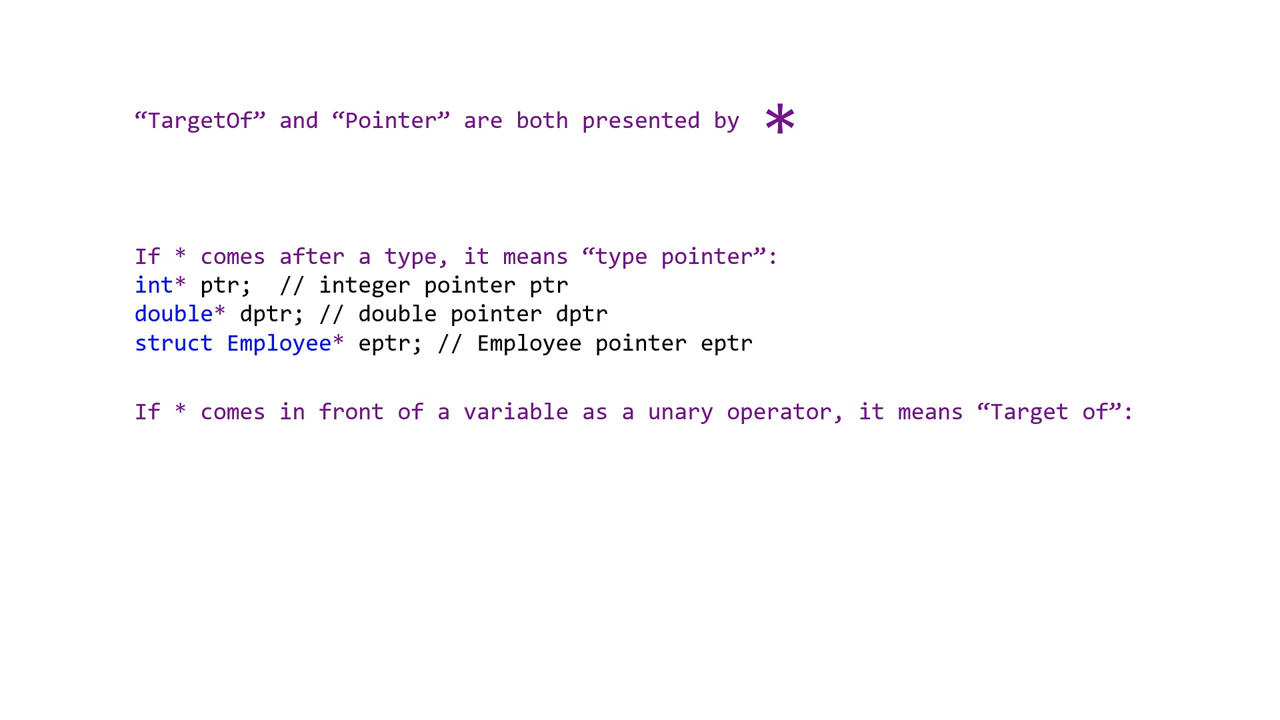 “TargetOf” and “Pointer” are both presented by *
If * comes after a type, it means “type pointer”:
int* ptr;  // integer pointer ptr
double* dptr; // double pointer dptr
struct Employee* eptr; // Employee pointer eptr
If * comes in front of a variable as a unary operator, it means “Target of”: